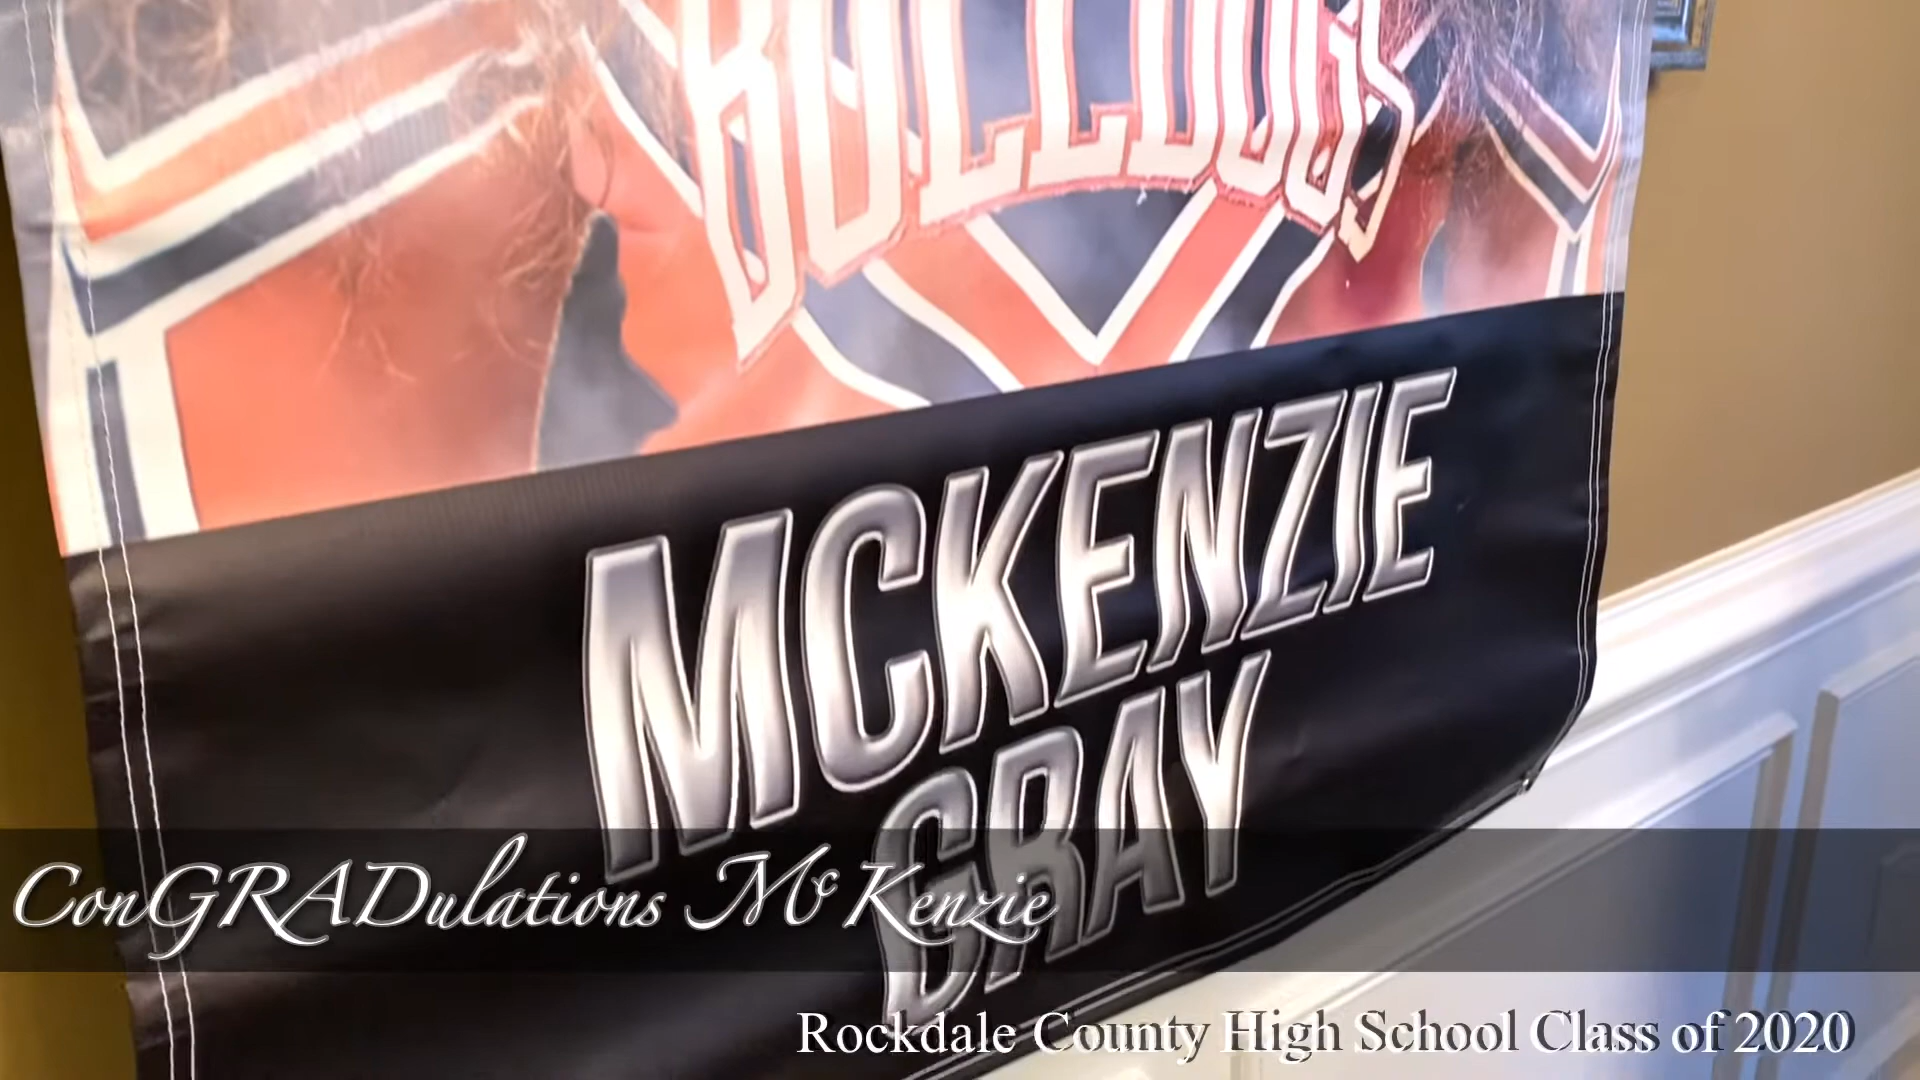 BULLDOGS
MCKENZIE
GRAY
ConGRADulations McKenzie
Rockdale County High School Class of 2020